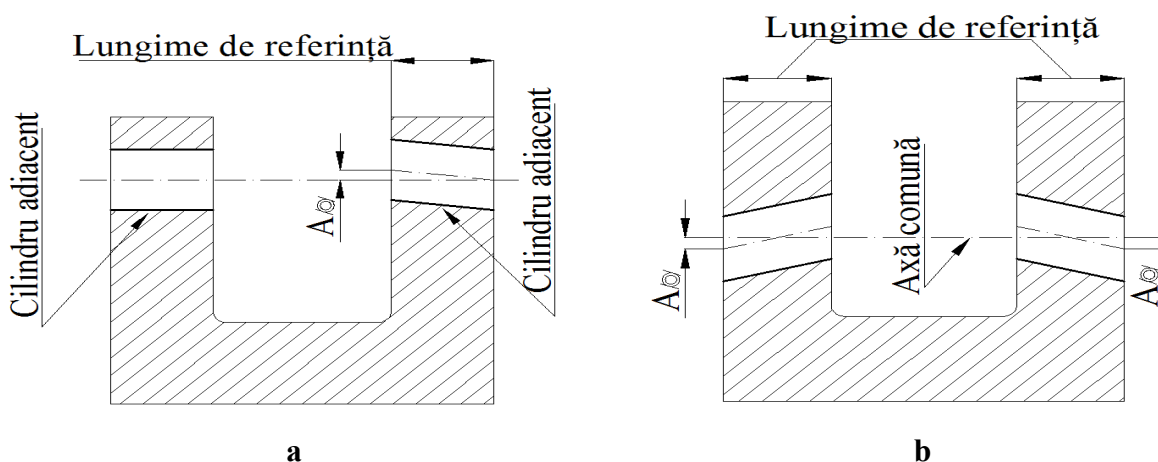 Lungime de referință
Cilindru adiacent
A◎
Cilindru adiacent
a
Lungime de referință
A◎
Axă comună
A◎
b